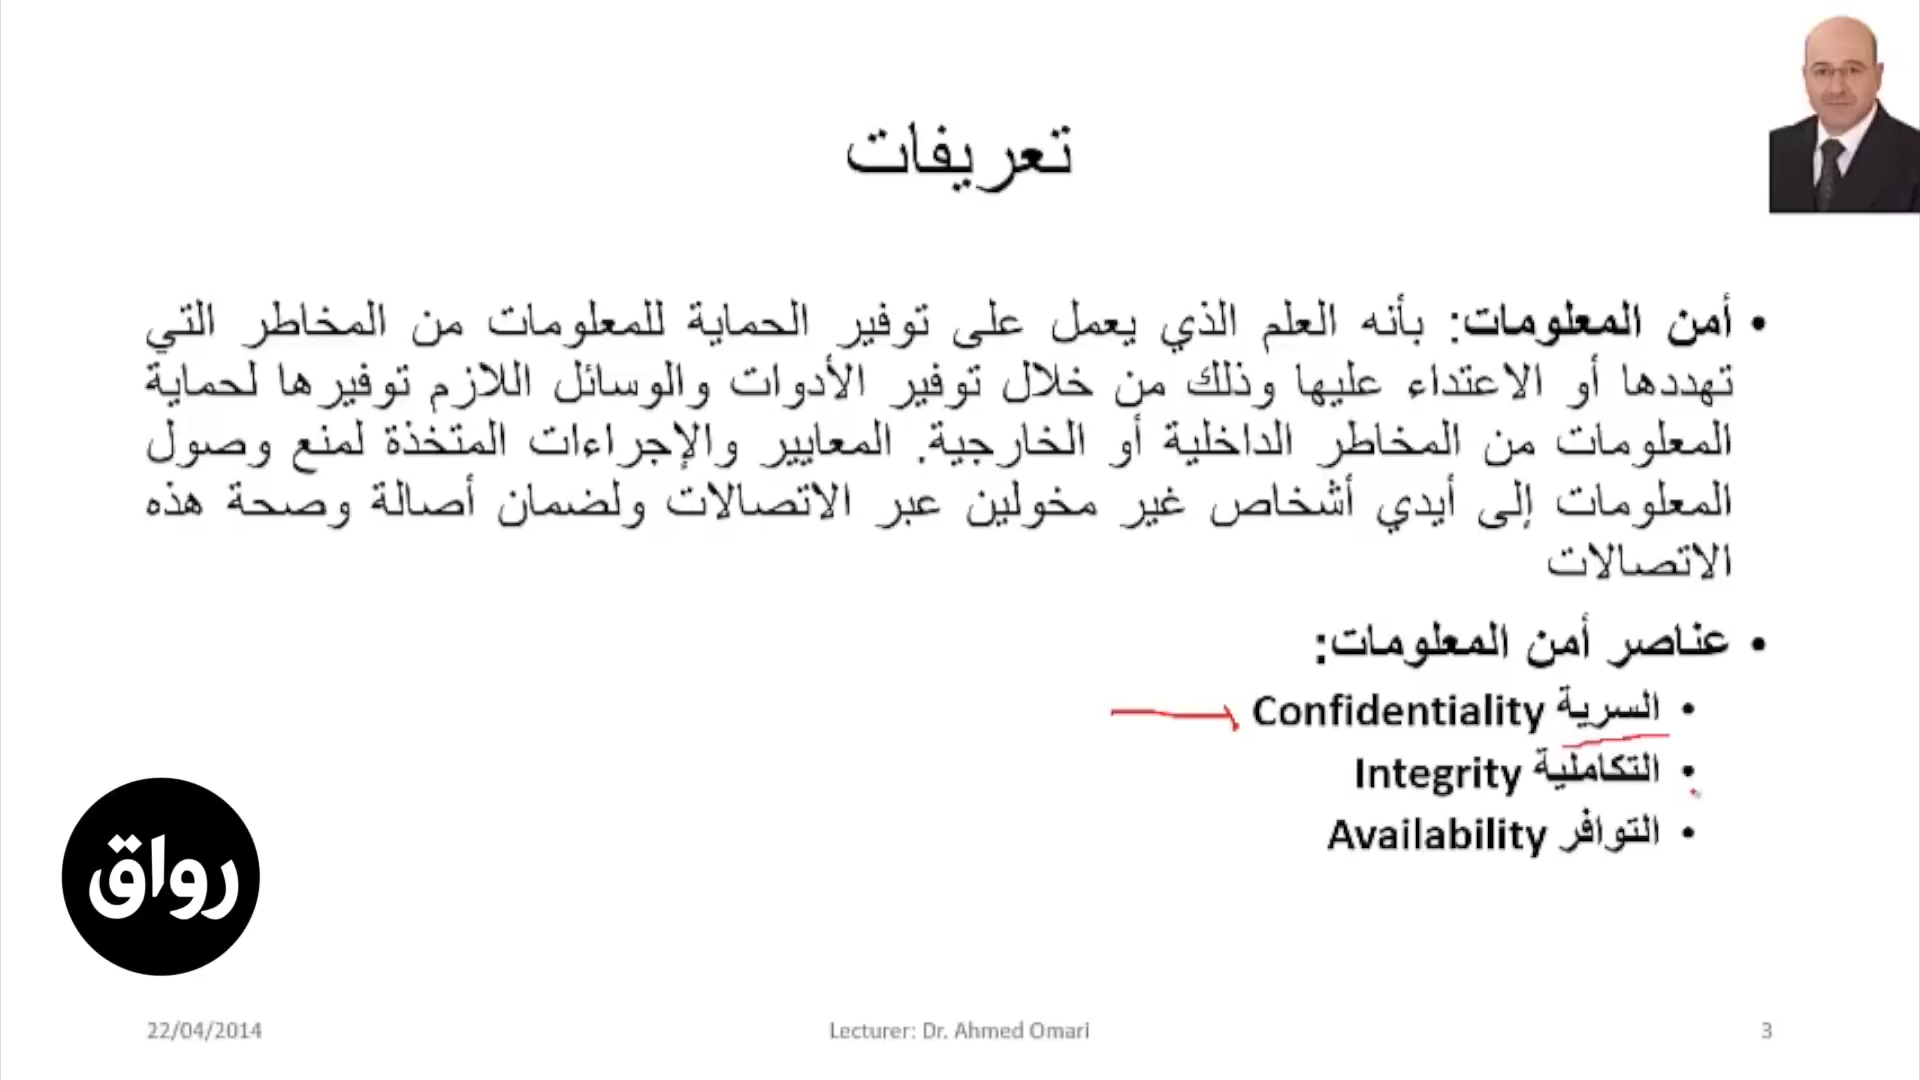 تعريفات
• أمن المعلومات: بأنه العلم الذي يعمل على توفير الحماية للمعلومات من المخاطر التي
تهددها أو الاعتداء عليها وذلك من خلال توفير الأدوات والوسائل اللازم توفيرها لحماية
المعلومات من المخاطر الداخلية أو الخارجية. المعايير والإجراءات المتخذة لمنع وصول
المعلومات إلى أيدي أشخاص غير مخولين عبر الاتصالات ولضمان أصالة وصحة هذه
الاتصالات
• عناصر أمن المعلومات:
• السرية Confidentiality
• التكاملية Integrity
• التوافر Availability
رواق
22/04/2014
Lecturer: Dr. Ahmed Omari
3